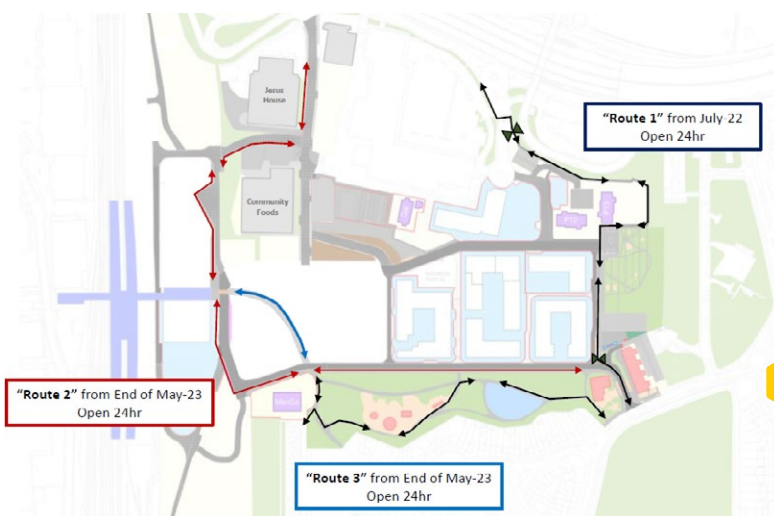 Jesus
House
"Route 1" from July-22
Open 24hr
Community
Foods
"Route 2" from End of May-23
Open 24hr
"Route 3" from End of May-23
Open 24hr